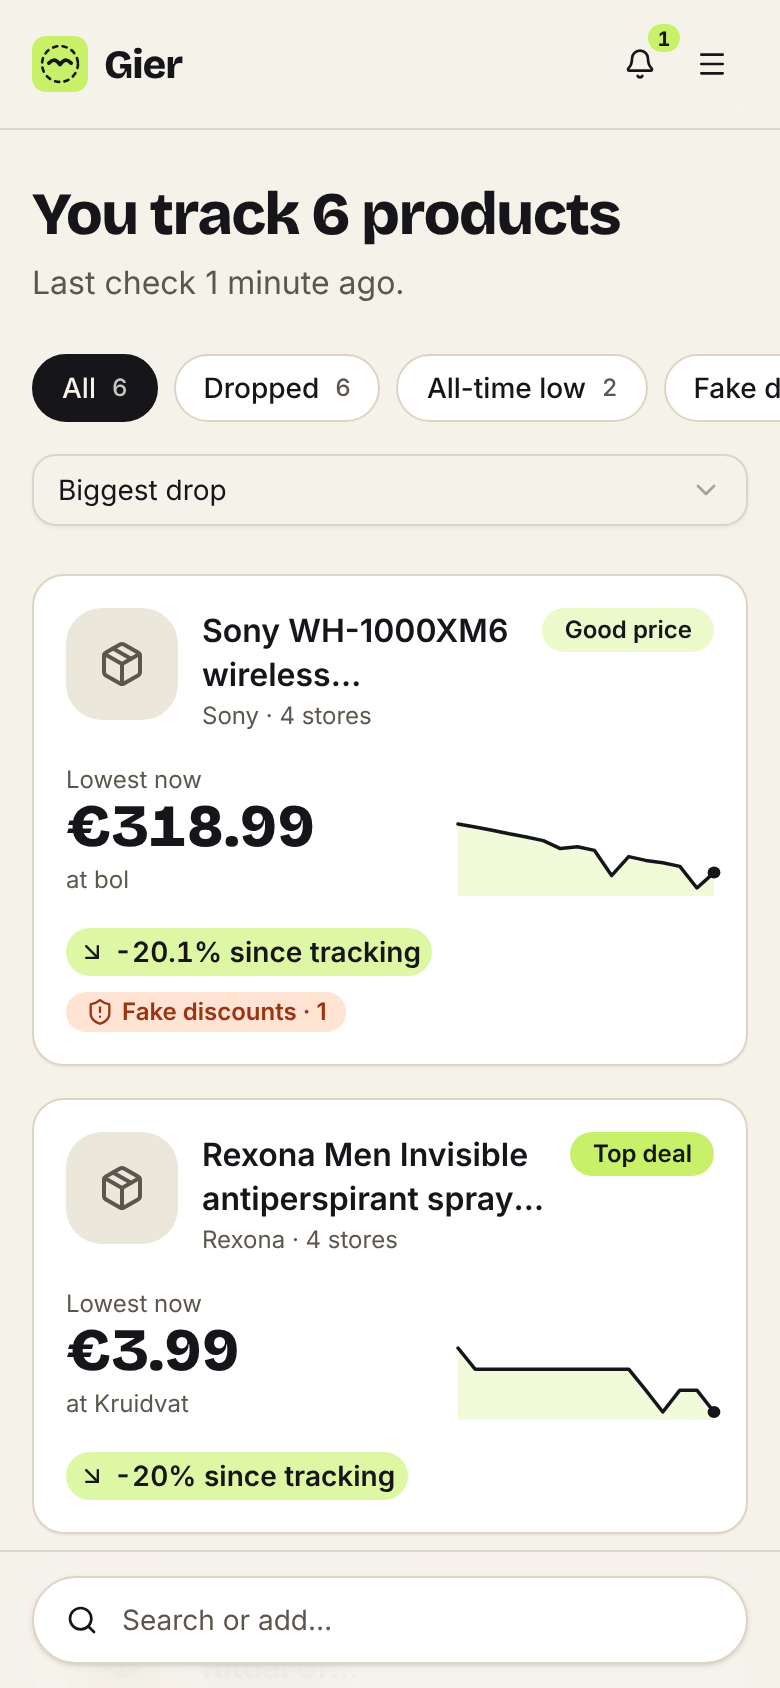 Gier
1
You track 6 products
Last check 1 minute ago.
All 6
Dropped 6
All-time low 2
Fake d
Biggest drop
Sony WH-1000XM6
wireless...
Good price
Sony · 4 stores
Lowest now
€318.99
at bol
-20.1% since tracking
Fake discounts · 1
Rexona Men Invisible
antiperspirant spray...
Top deal
Rexona · 4 stores
Lowest now
€3.99
at Kruidvat
-20% since tracking
Search or add...